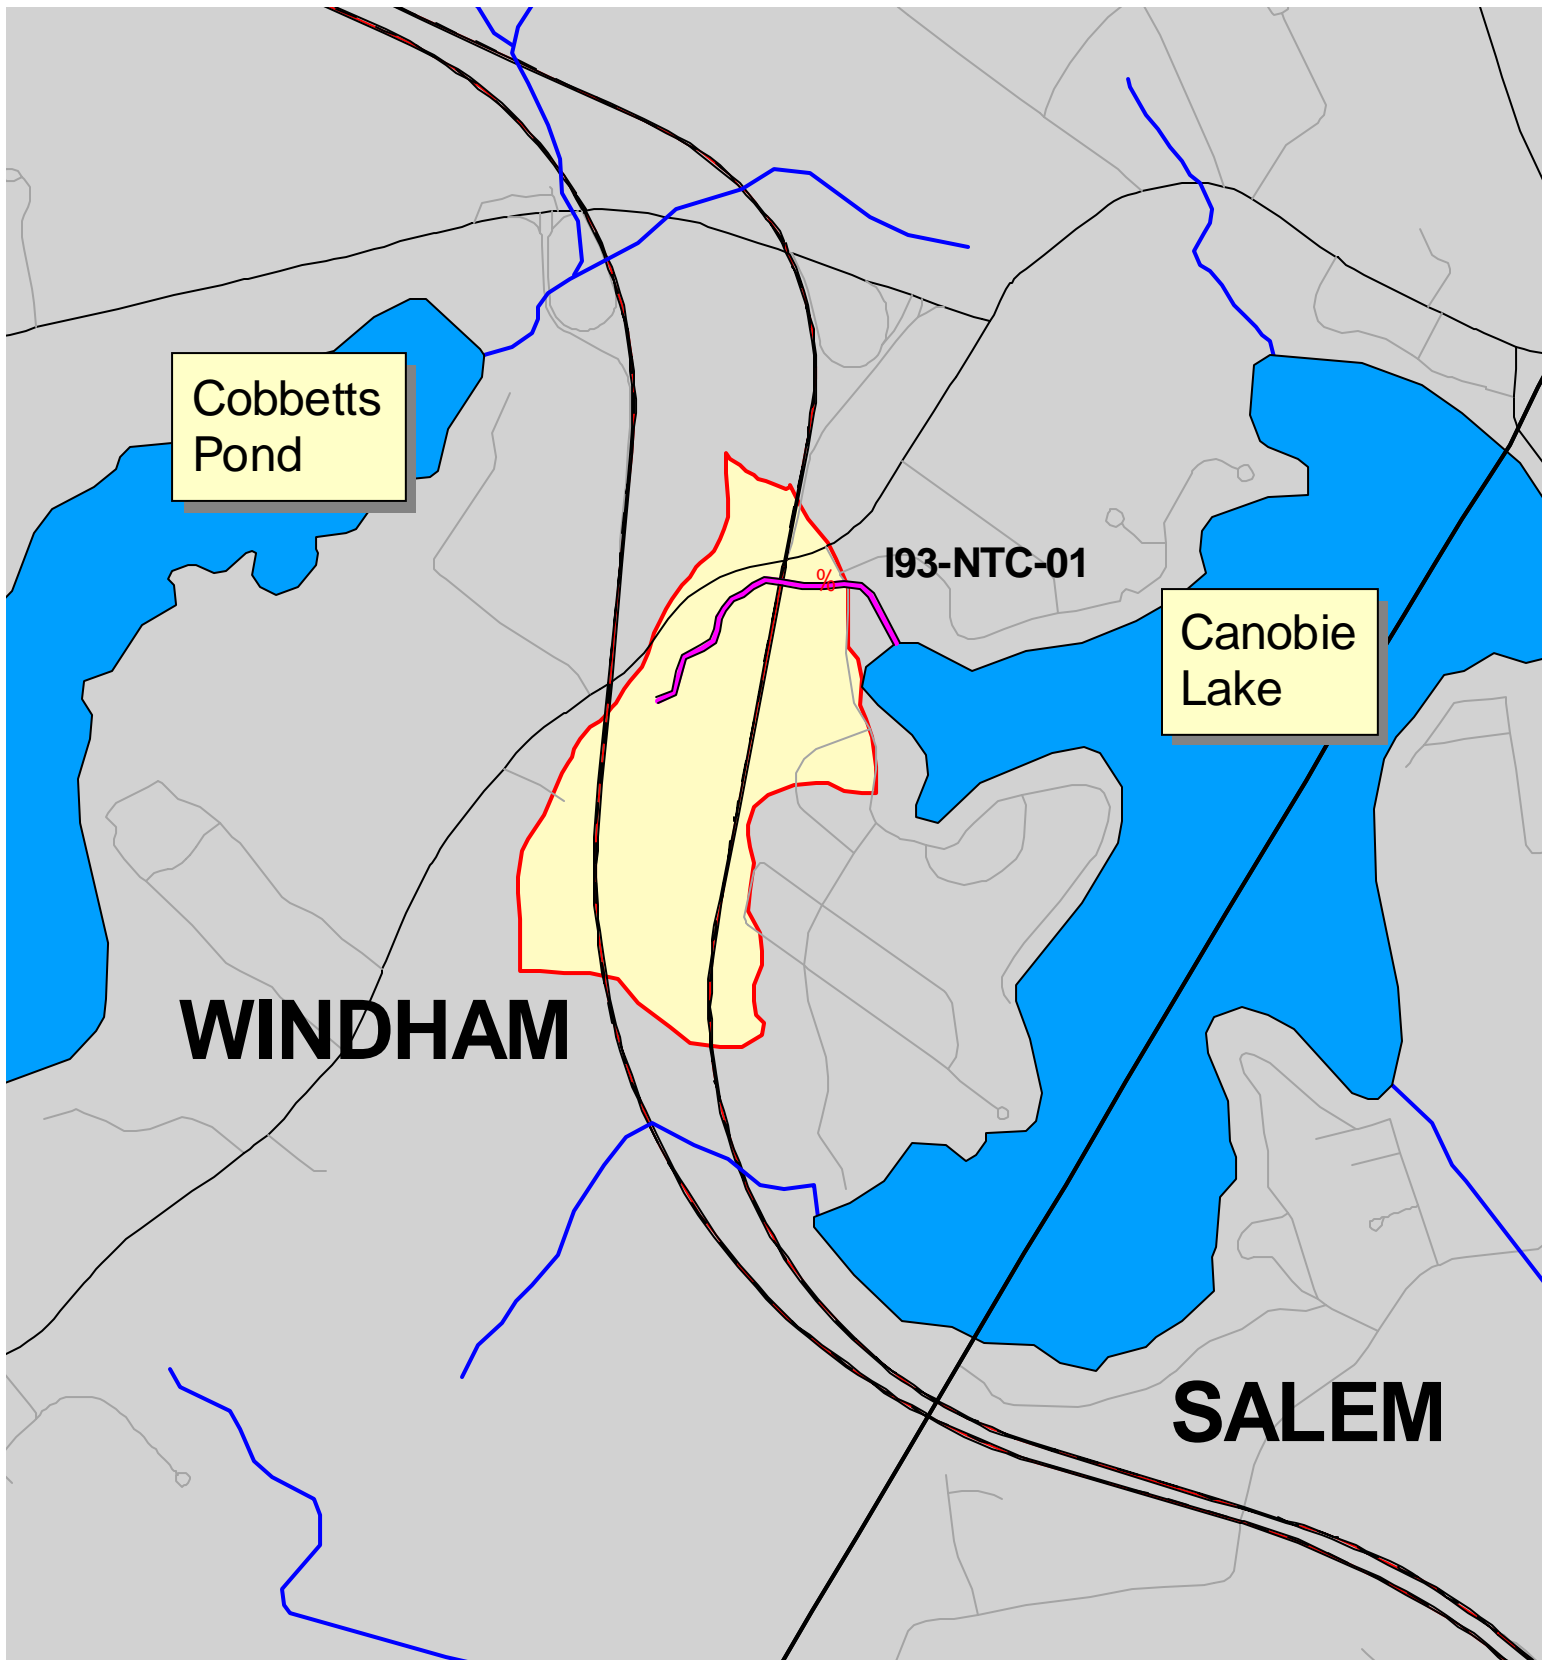 Cobbetts
Pond
I93-NTC-01
%
Canobie
Lake
WINDHAM
SALEM